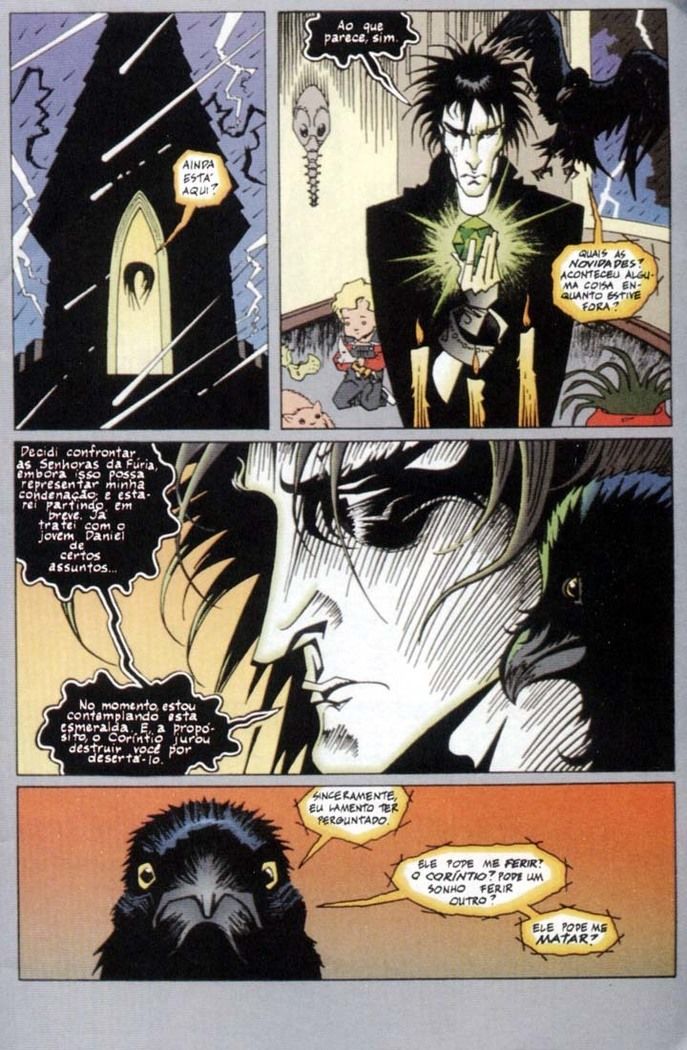 AINDA
ESTÁ
AQUI?
Ao que
parece, sim.
QUAIS AS
NOVIDADES?
ACONTECEU ALGU-
MA COISA EN-
QUANTO ESTIVE
FORA?
Decidi confrontar
as Senhoras da Fúria,
embora isso possa
representar minha
condenação; e esta-
rei partindo em
breve. Já
tratei com o
jovem Daniel
de
certos
assuntos...
No momento, estou
contemplando esta
esmeralda. E, a propó-
sito, o Coríntio jurou
destruir você por
desertá-lo.
SINCERAMENTE,
EU LAMENTO TER
PERGUNTADO.
ELE PODE ME FERIR?
O CORÍNTIO? PODE UM
SONHO FERIR
OUTRO?
ELE PODE ME
MATAR?